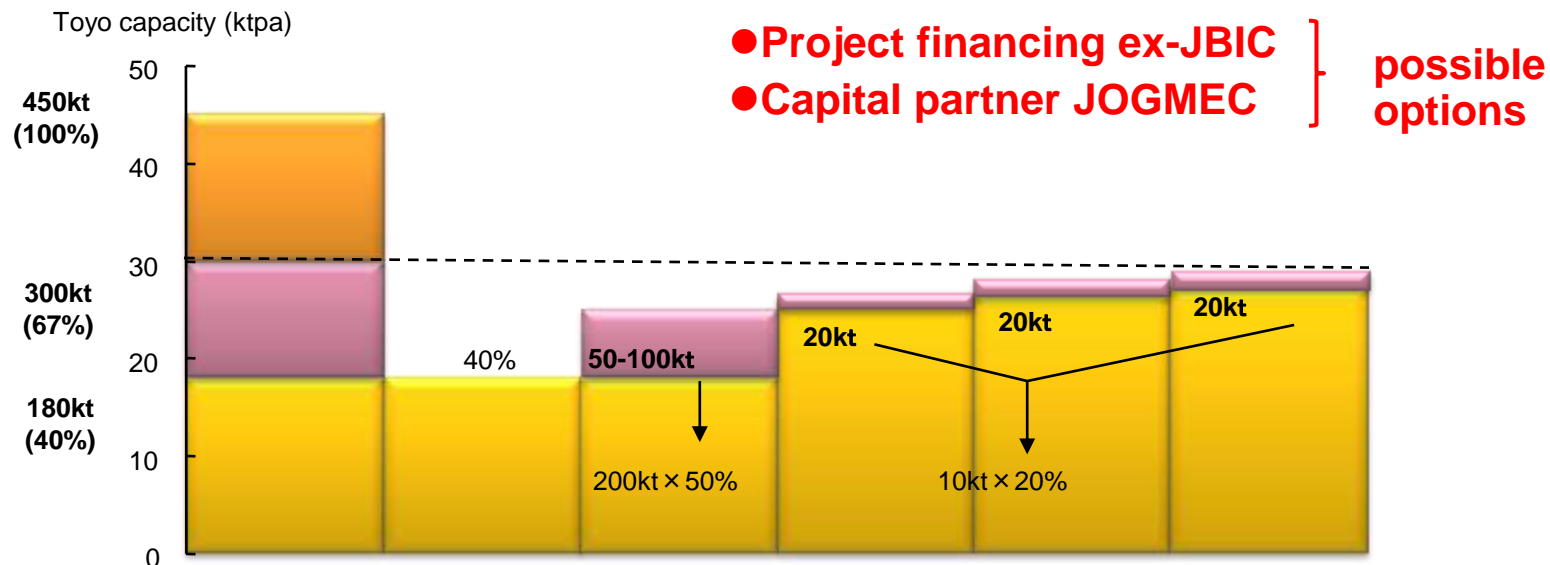 Toyo capacity (ktpa)
●Project financing ex-JBIC
●Capital partner JOGMEC
possible
options
50
450kt
(100%)
40
30
300kt
(67%)
20
180kt
(40%)
10
0
40%
50-100kt
20kt
20kt
20kt
200kt×50%
10kt×20%